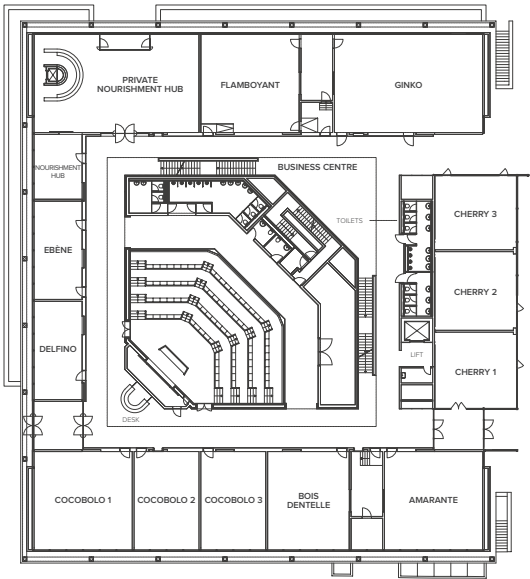 PRIVATE
NOURISHMENT HUB
FLAMBOYANT
GINKO
NOURISHMENT
HUB
BUSINESS CENTRE
TOILETS
CHERRY 3
EBÈNE
CHERRY 2
DELFINO
LIFT
CHERRY 1
DESK
COCOBOLO 1
COCOBOLO 2
COCOBOLO 3
BOIS
DENTELLE
AMARANTE